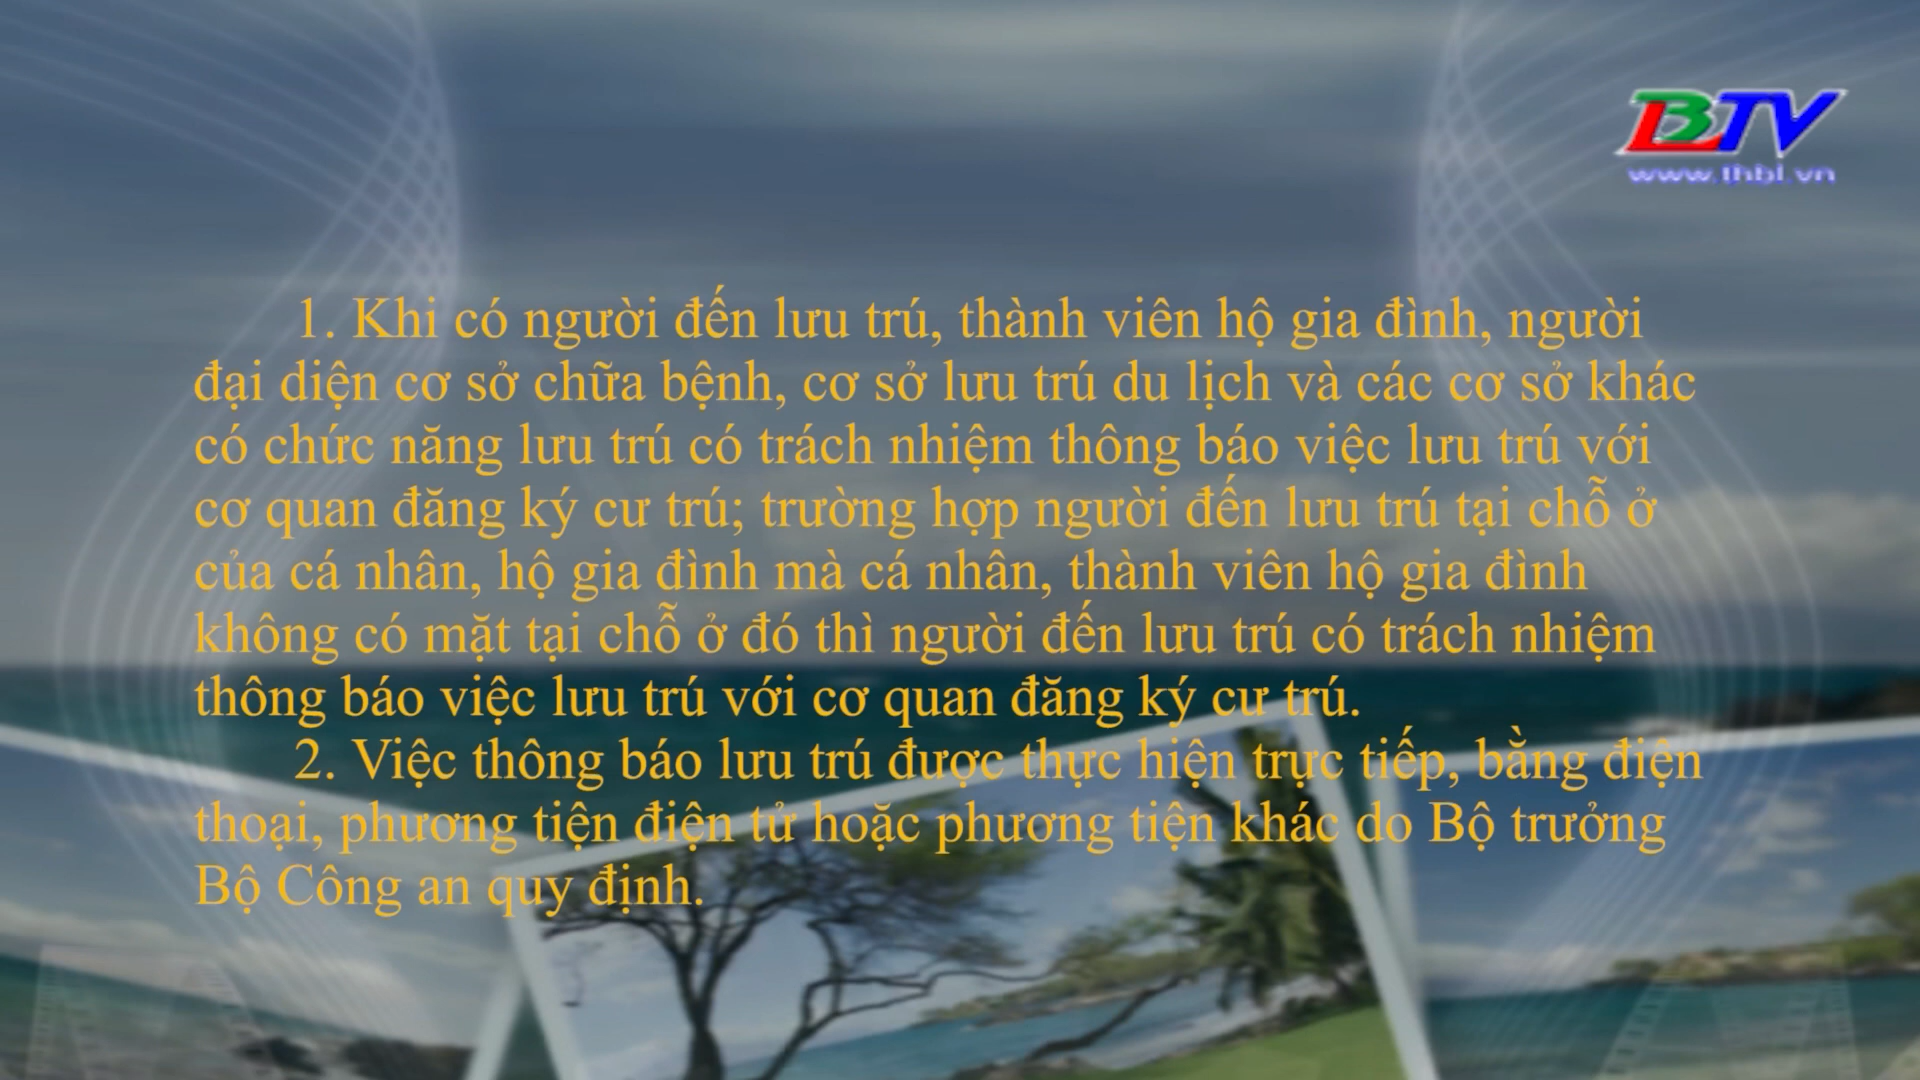 BTV
www.thbl.vn
1. Khi có người đến lưu trú, thành viên hộ gia đình, người
đại diện cơ sở chữa bệnh, cơ sở lưu trú du lịch và các cơ sở khác
có chức năng lưu trú có trách nhiệm thông báo việc lưu trú với
cơ quan đăng ký cư trú; trường hợp người đến lưu trú tại chỗ ở
của cá nhân, hộ gia đình mà cá nhân, thành viên hộ gia đình
không có mặt tại chỗ ở đó thì người đến lưu trú có trách nhiệm
thông báo việc lưu trú với cơ quan đăng ký cư trú.
2. Việc thông báo lưu trú được thực hiện trực tiếp, bằng điện
thoại, phương tiện điện tử hoặc phương tiện khác do Bộ trưởng
Bộ Công an quy định.